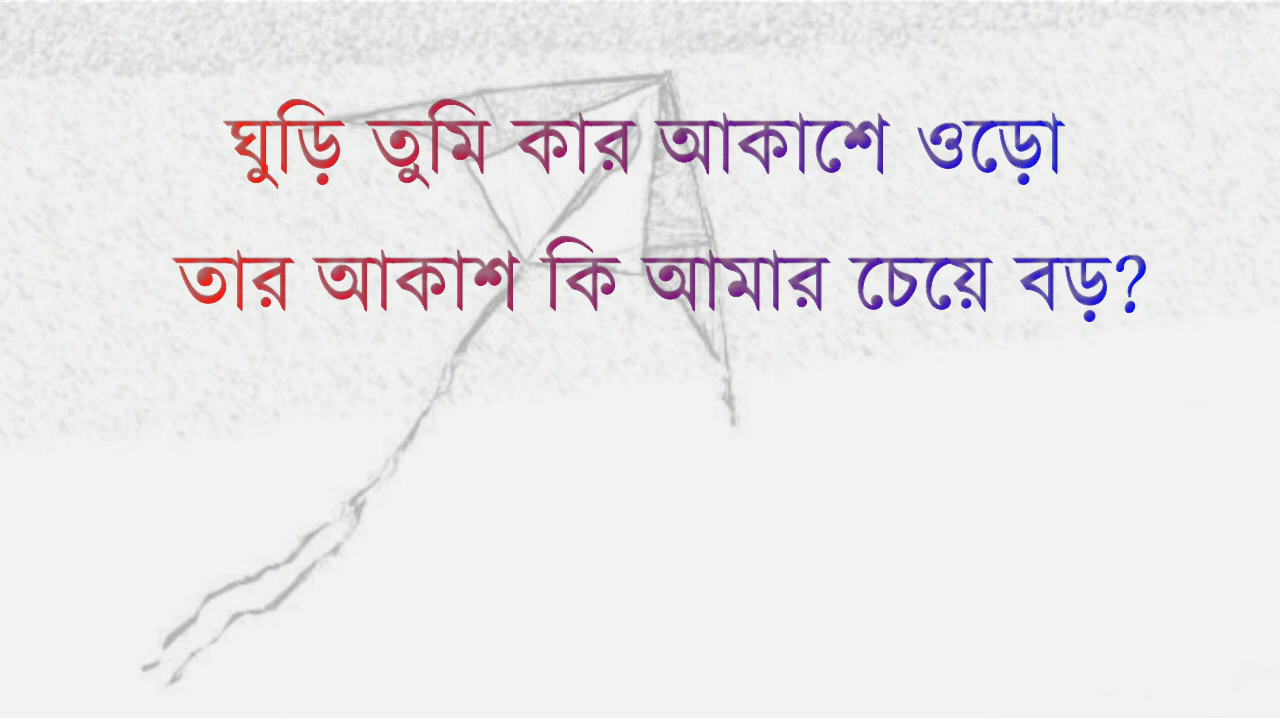 ঘুড়ি তুমি কার আকাশে ওড়ো
তার আকাশ কি আমার চেয়ে বড়?